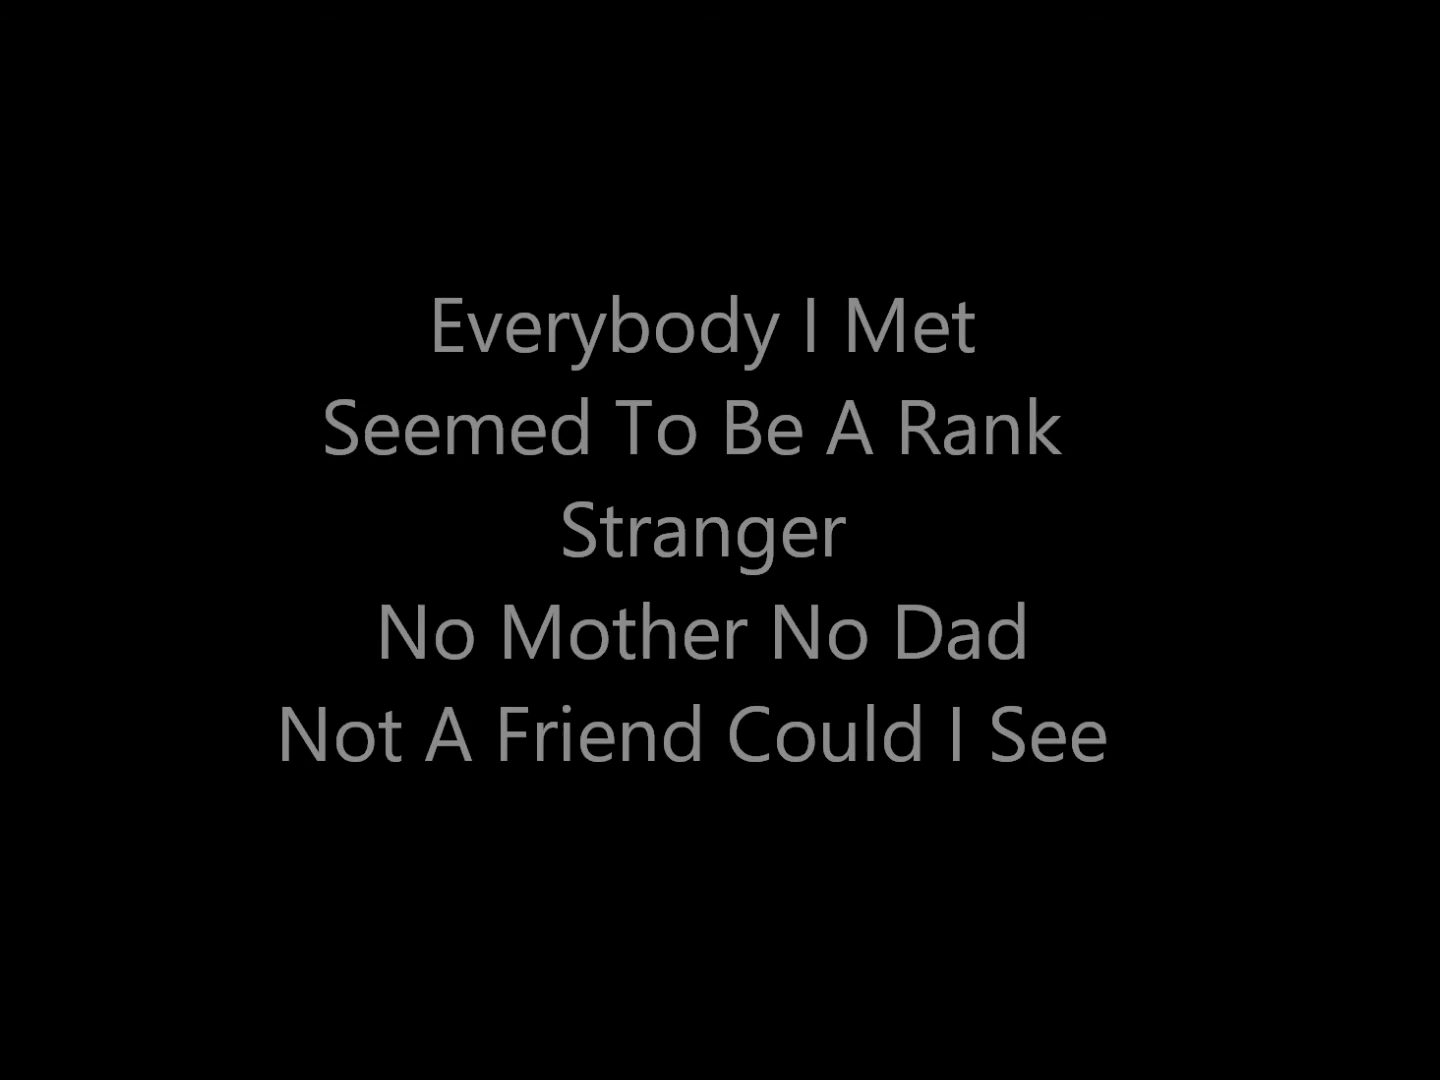 Everybody I Met
Seemed To Be A Rank
Stranger
No Mother No Dad
Not A Friend Could I See